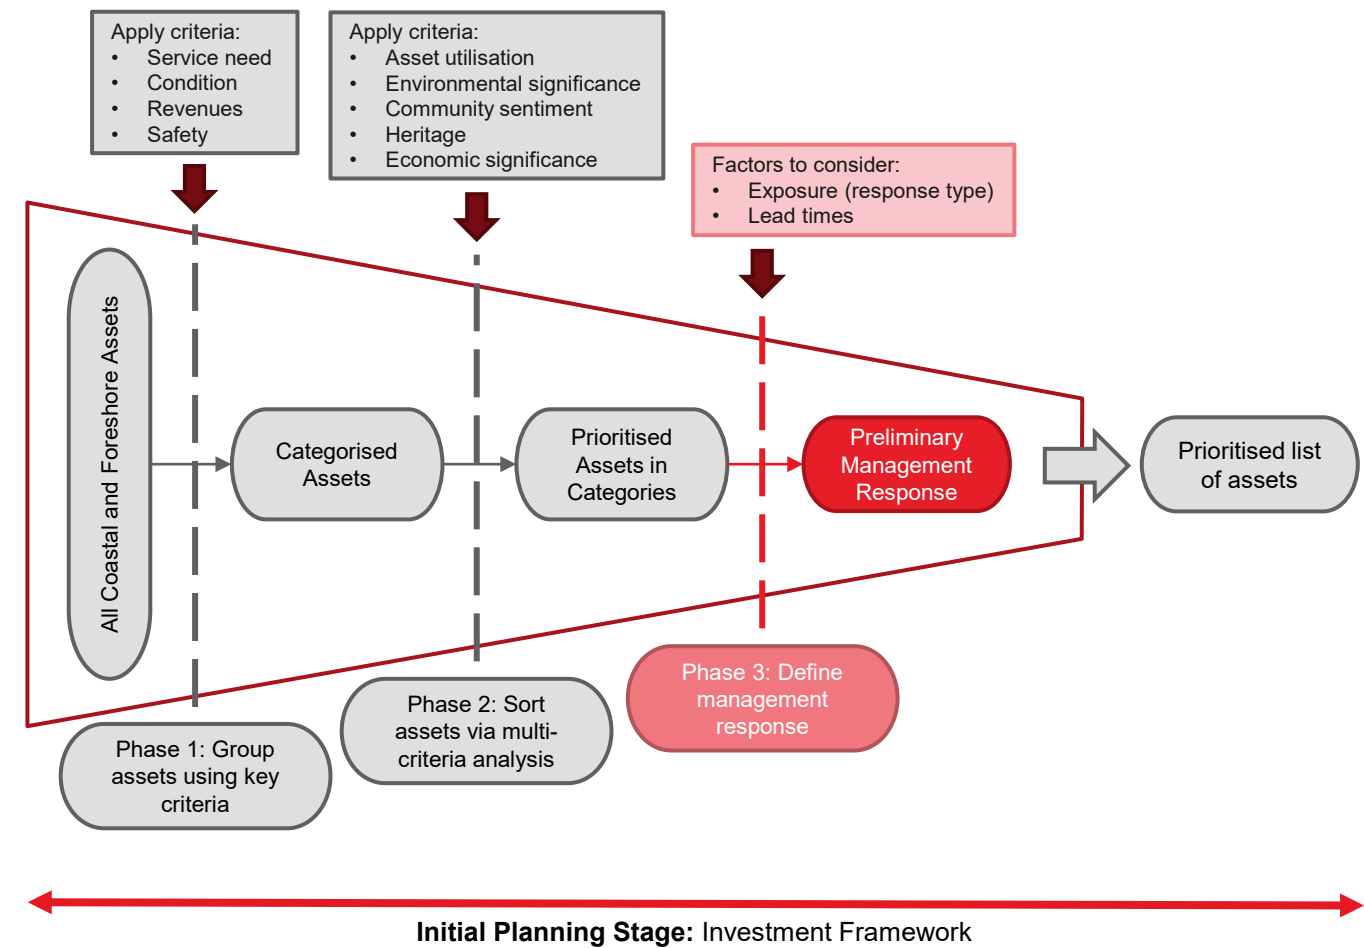 Apply criteria:
• Service need
• Condition
• Revenues
• Safety
Apply criteria:
• Asset utilisation
• Environmental significance
• Community sentiment
• Heritage
• Economic significance
Factors to consider:
• Exposure (response type)
• Lead times
All Coastal and Foreshore Assets
Categorised
Assets
Prioritised
Assets in
Categories
Preliminary
Management
Response
Prioritised list
of assets
Phase 1: Group
assets using key
criteria
Phase 2: Sort
assets via multi-
criteria analysis
Phase 3: Define
management
response
Initial Planning Stage: Investment Framework